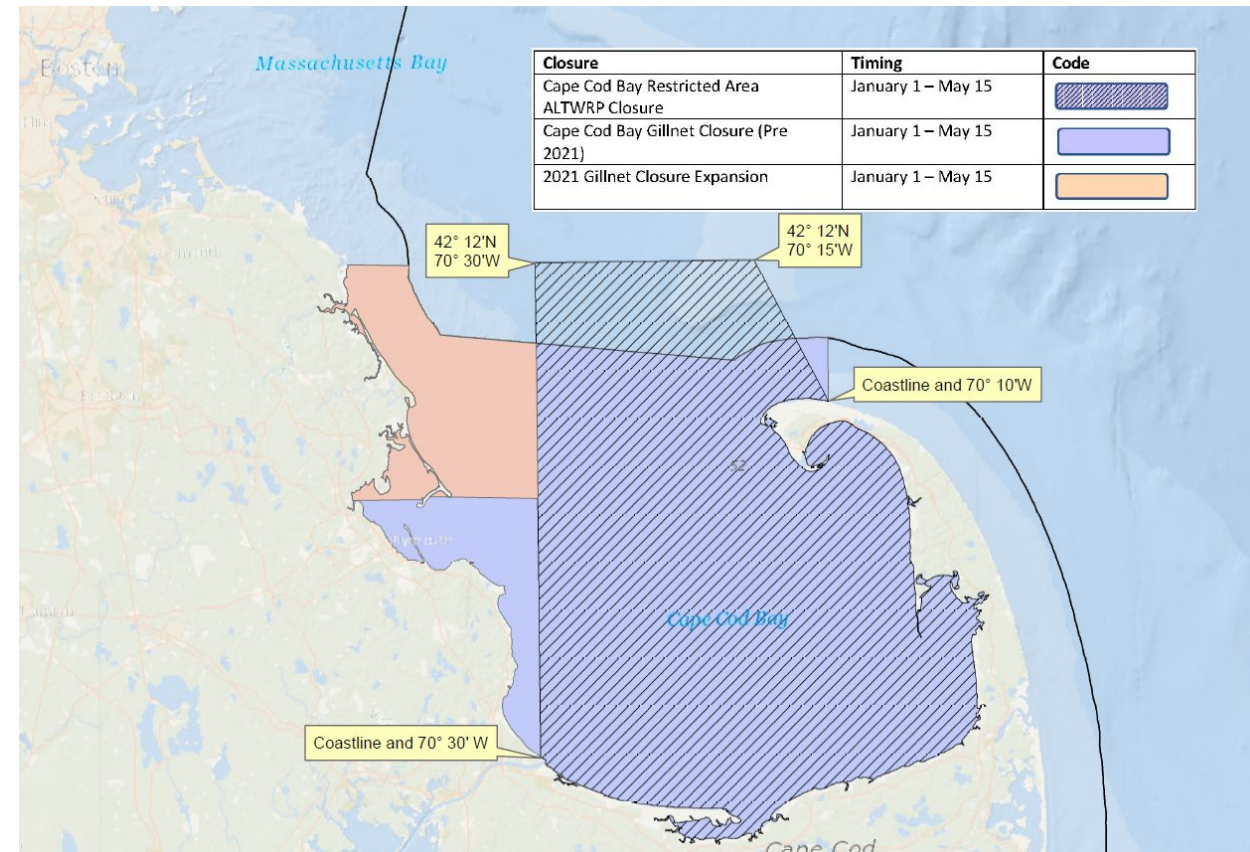 Boston
Massachusetts Bay
Closure Timing Code
Cape Cod Bay Restricted Area January 1 – May 15
ALTWRP Closure
Cape Cod Bay Gillnet Closure (Pre January 1 – May 15
2021)
2021 Gillnet Closure Expansion January 1 – May 15
42° 12'N
70° 30'W
42° 12'N
70° 15'W
Coastline and 70° 10'W
52
Cape Cod Bay
Coastline and 70° 30' W
Cape Cod